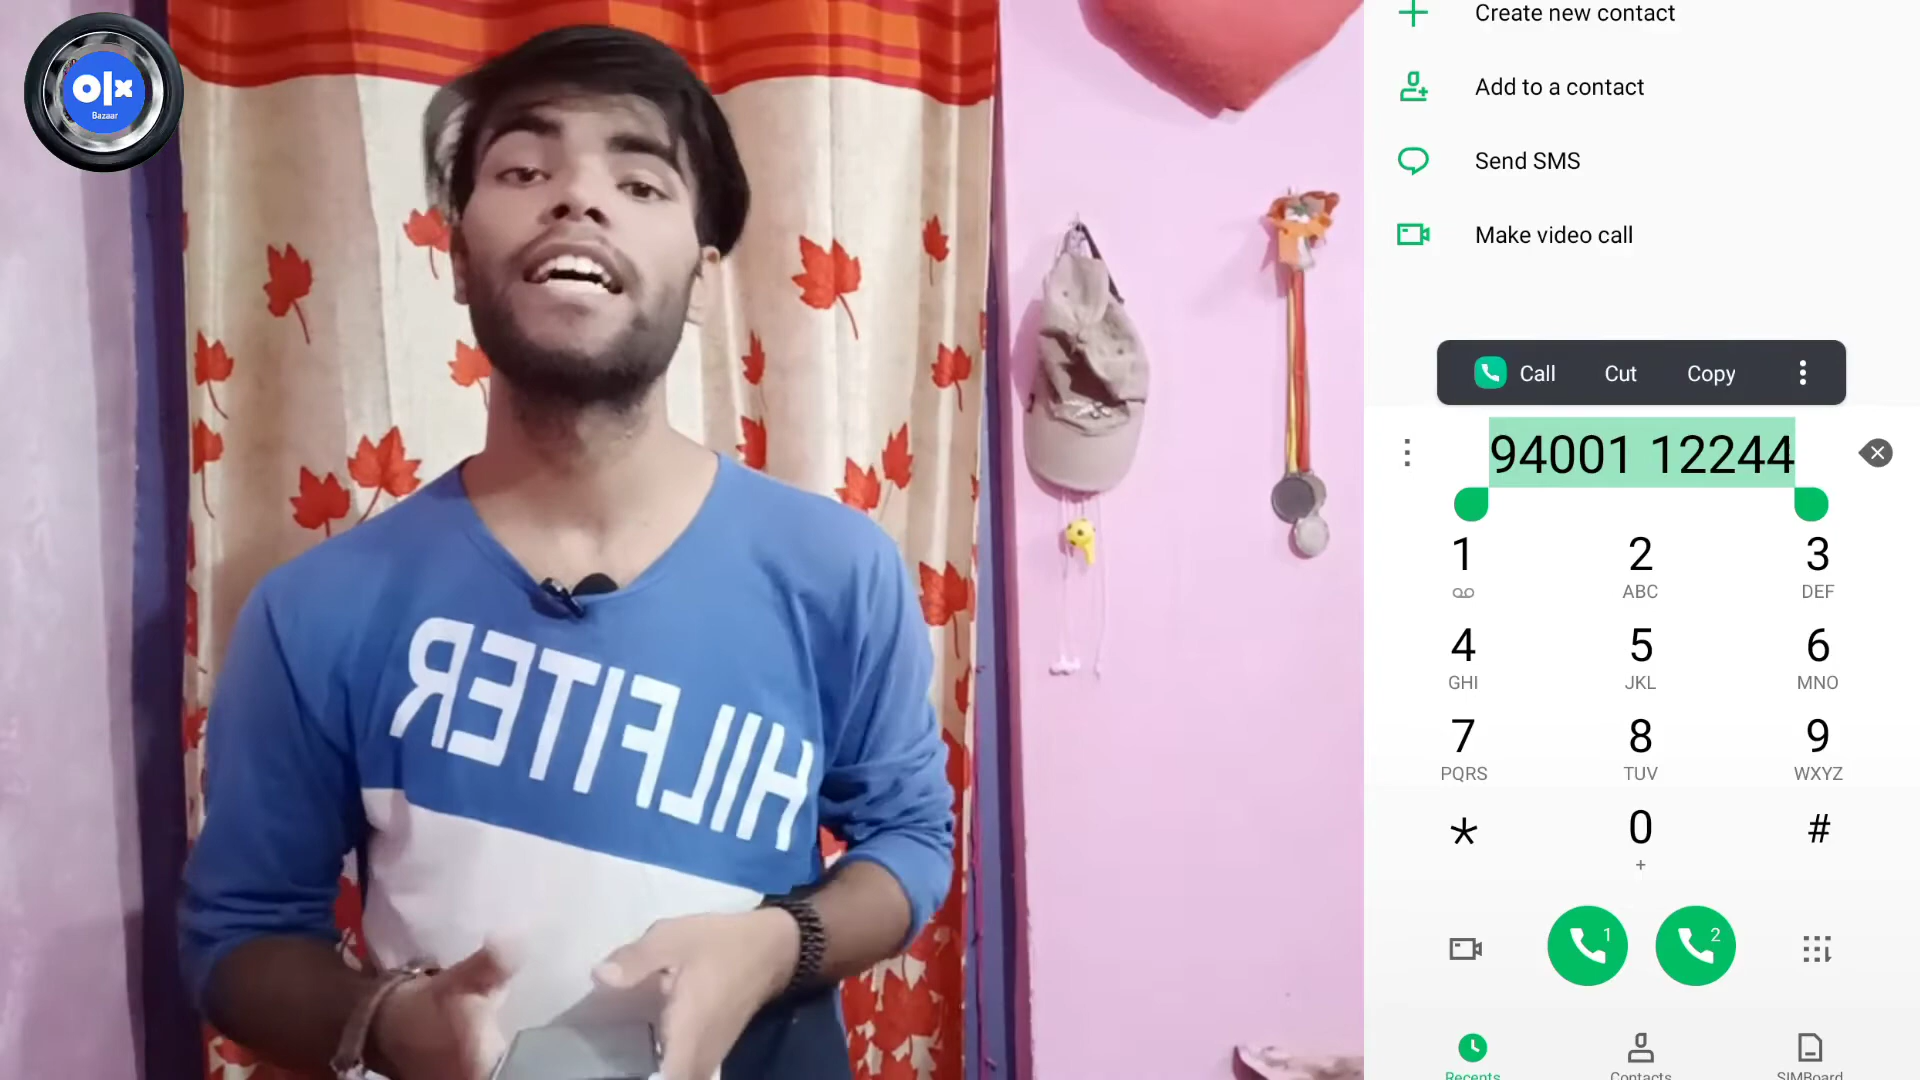 olx
Bazaar
HILFITER
Create new contact
Add to a contact
Send SMS
Make video call
Call Cut Copy
94001 12244
1 2 3
ABC DEF
4 5 6
GHI JKL MNO
7 8 9
PQRS TUV WXYZ
* 0 #
+
1 2
Recents Contacts SIMBoard